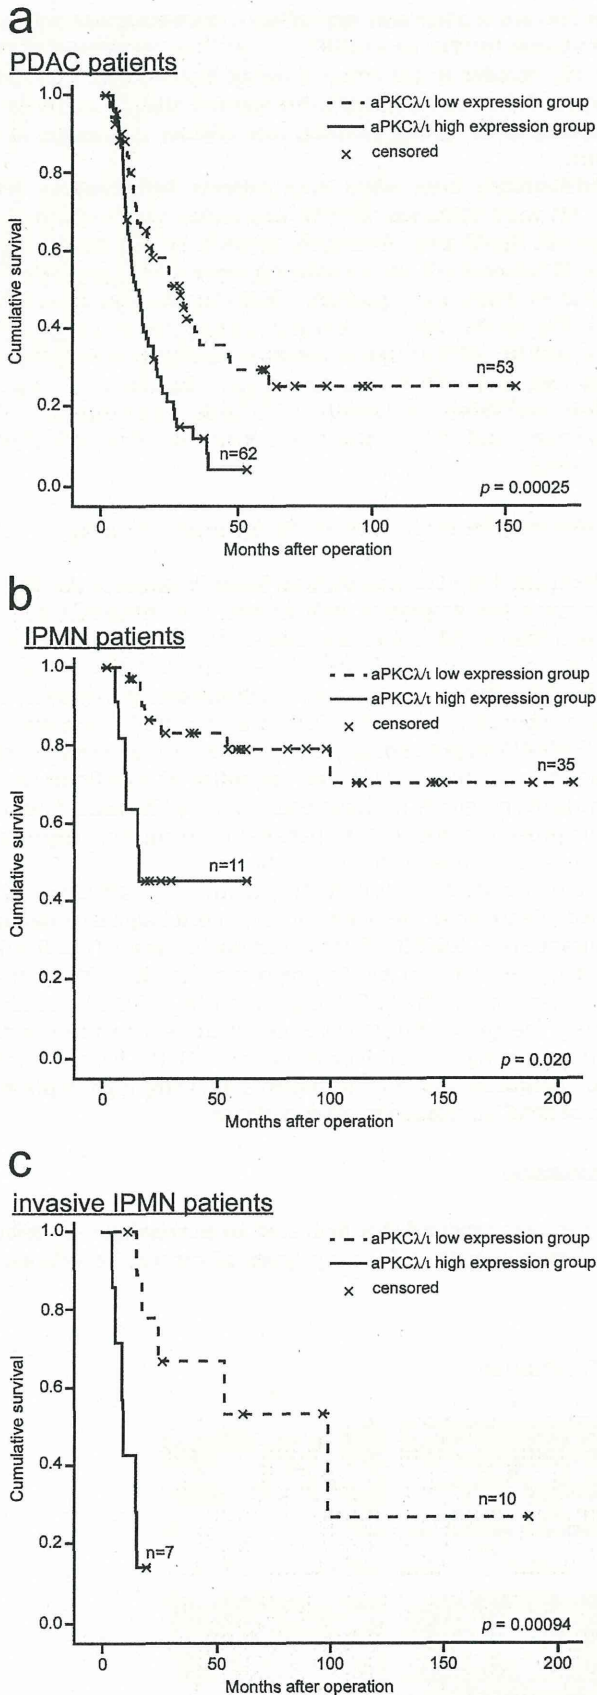 a
PDAC patients
aPKCλ/ι low expression group
aPKCλ/ι high expression group
× censored
Cumulative survival
1.0
0.8
0.6
0.4
0.2
0.0
n=53
n=62
p = 0.00025
0 50 100 150
Months after operation
b
IPMN patients
aPKCλ/ι low expression group
aPKCλ/ι high expression group
× censored
Cumulative survival
1.0
0.8
0.6
0.4
0.2
0.0
n=35
n=11
p = 0.020
0 50 100 150 200
Months after operation
c
invasive IPMN patients
aPKCλ/ι low expression group
aPKCλ/ι high expression group
× censored
Cumulative survival
1.0
0.8
0.6
0.4
0.2
0.0
n=10
n=7
p = 0.00094
0 50 100 150 200
Months after operation